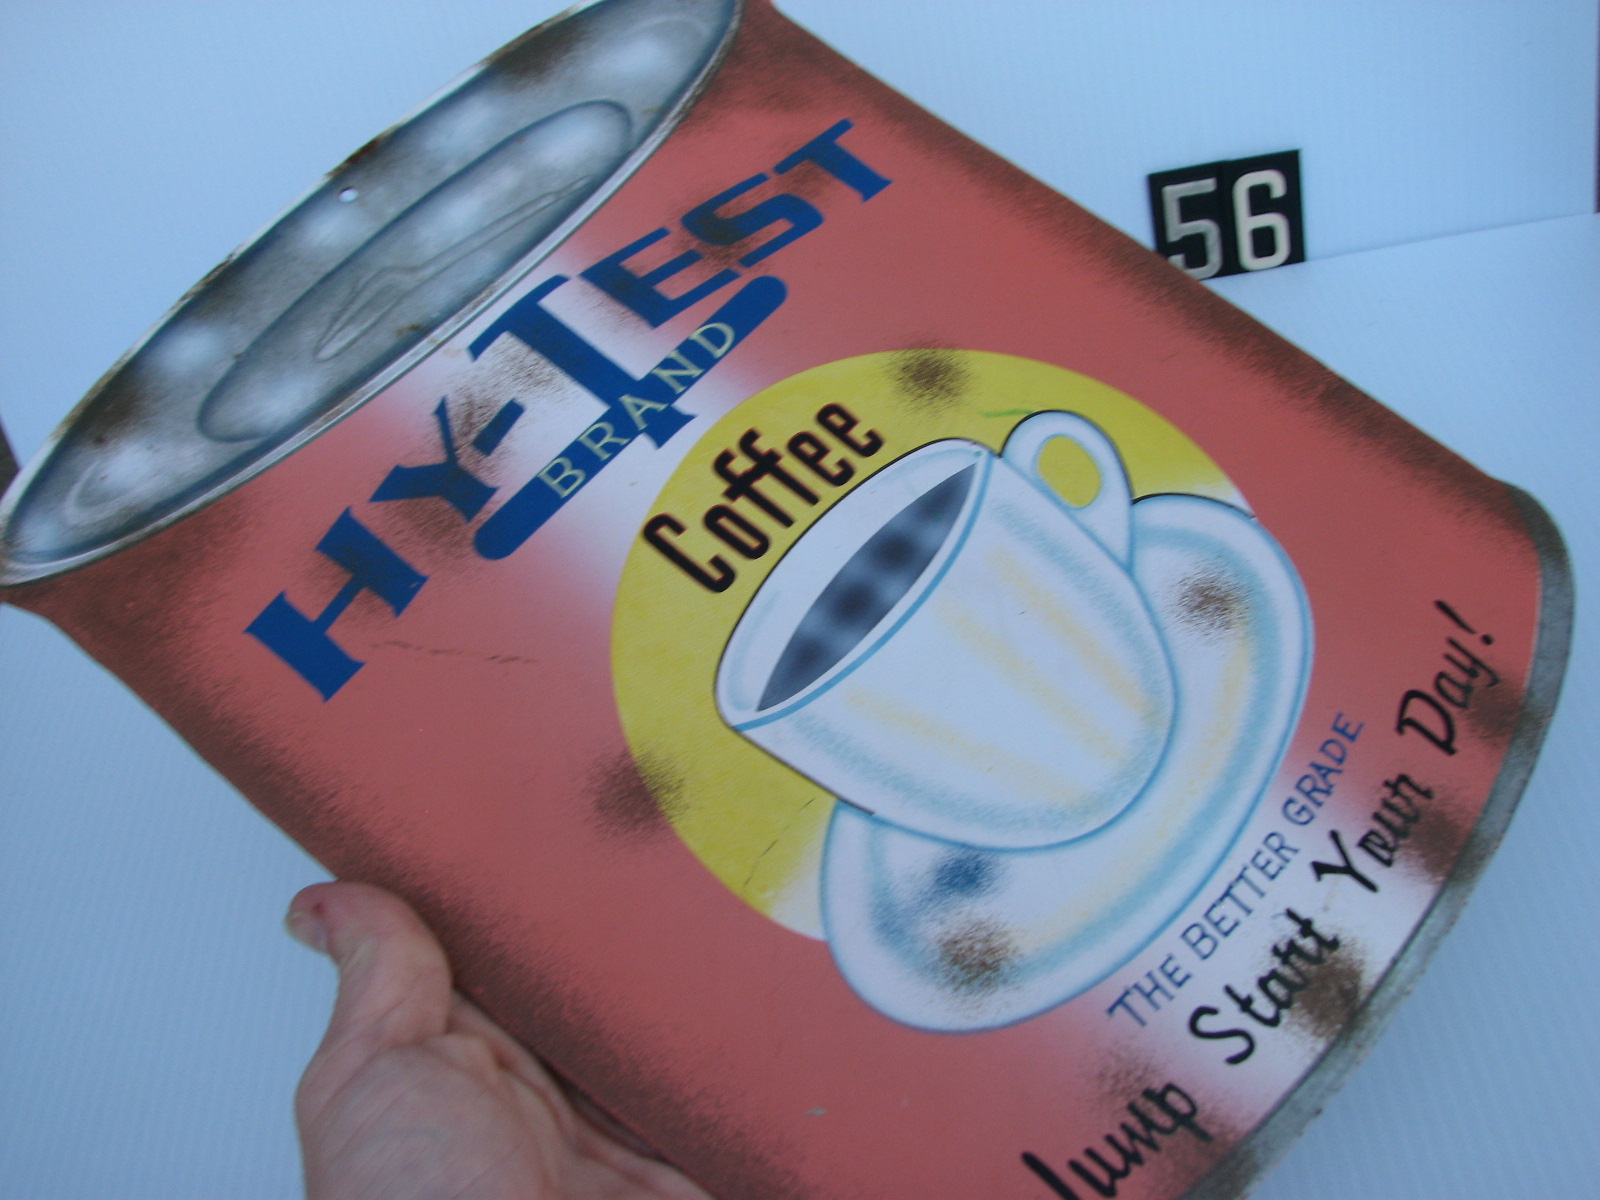 HY-TEST
BRAND
Coffee
THE BETTER GRADE
Jump Start Your Day!
56